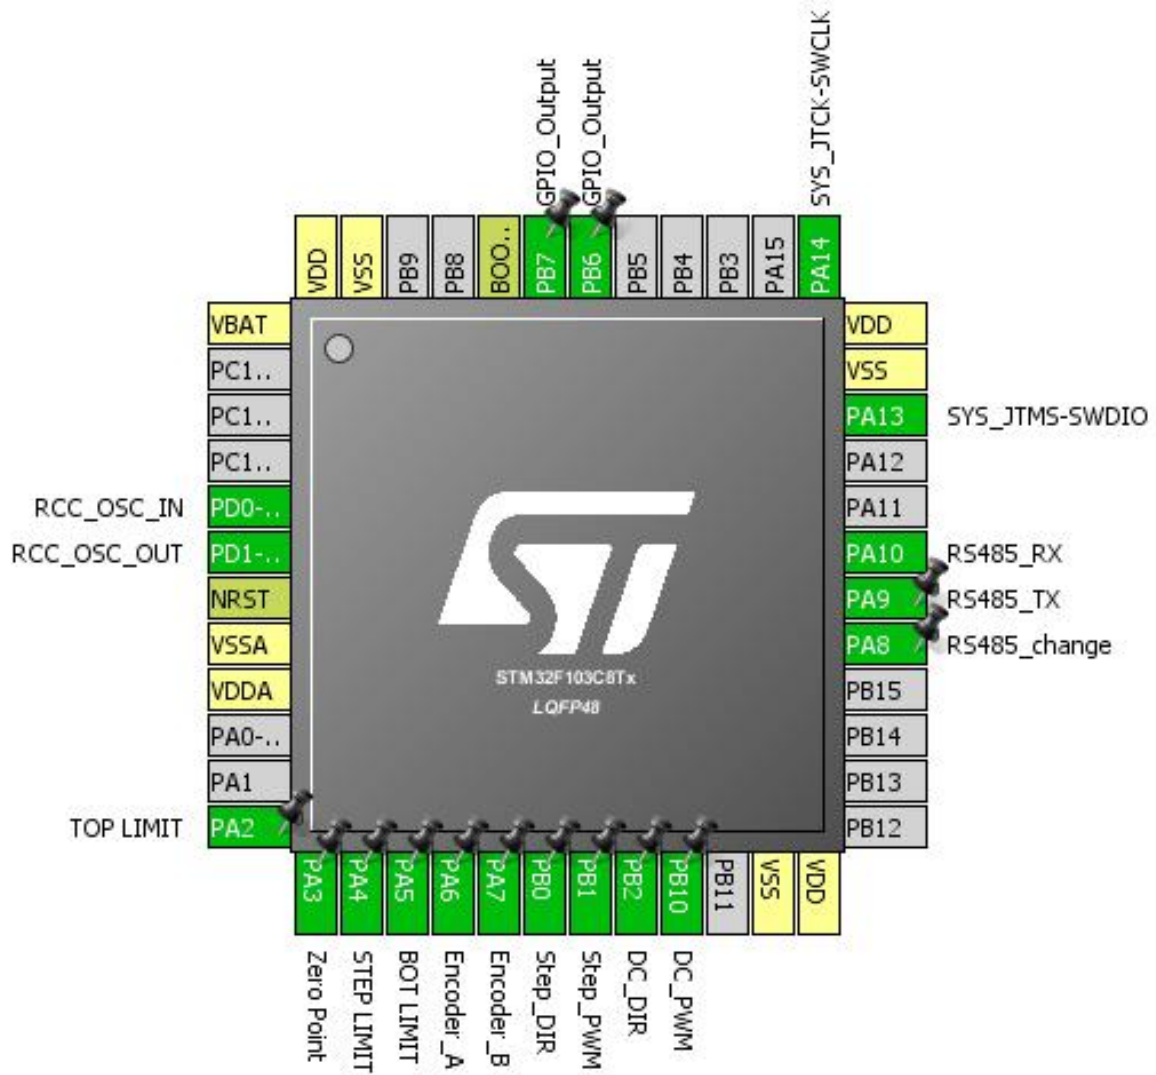 GPIO_Output
GPIO_Output
SYS_JTCK-SWCLK
VDD
VSS
PB9
PB8
BOO..
PB7
PB6
PB5
PB4
PB3
PA15
PA14
VBAT
PC1..
PC1..
PC1..
RCC_OSC_IN PD0-..
RCC_OSC_OUT PD1-..
NRST
VSSA
VDDA
PA0-..
PA1
TOP LIMIT PA2
VDD
VSS
PA13 SYS_JTMS-SWDIO
PA12
PA11
PA10 RS485_RX
PA9 RS485_TX
PA8 RS485_change
PB15
PB14
PB13
PB12
STM32F103C8Tx
LQFP48
PA3
PA4
PA5
PA6
PA7
PB0
PB1
PB2
PB10
PB11
VSS
VDD
Zero Point
STEP LIMIT
BOT LIMIT
Encoder_A
Encoder_B
Step_DIR
Step_PWM
DC_DIR
DC_PWM